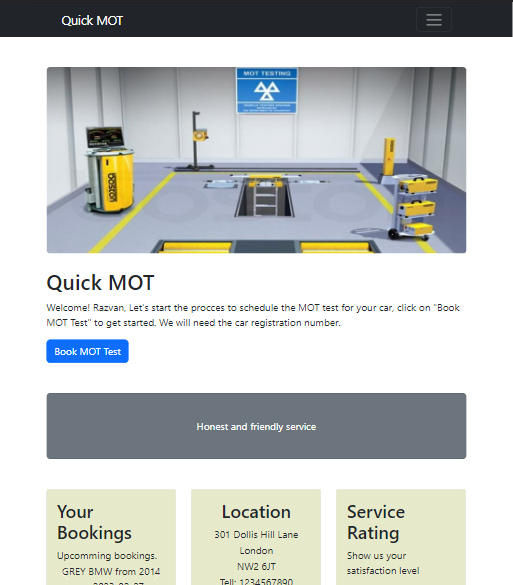 Quick MOT
MOT TESTING
BOSTON
Quick MOT
Welcome! Razvan, Let's start the procces to schedule the MOT test for your car, click on "Book
MOT Test" to get started. We will need the car registration number.
Book MOT Test
Honest and friendly service
Your
Bookings
Upcomming bookings.
GREY BMW from 2014
Location
301 Dollis Hill Lane
London
NW2 6JT
Tell: 1234567890
Service
Rating
Show us your
satisfaction level